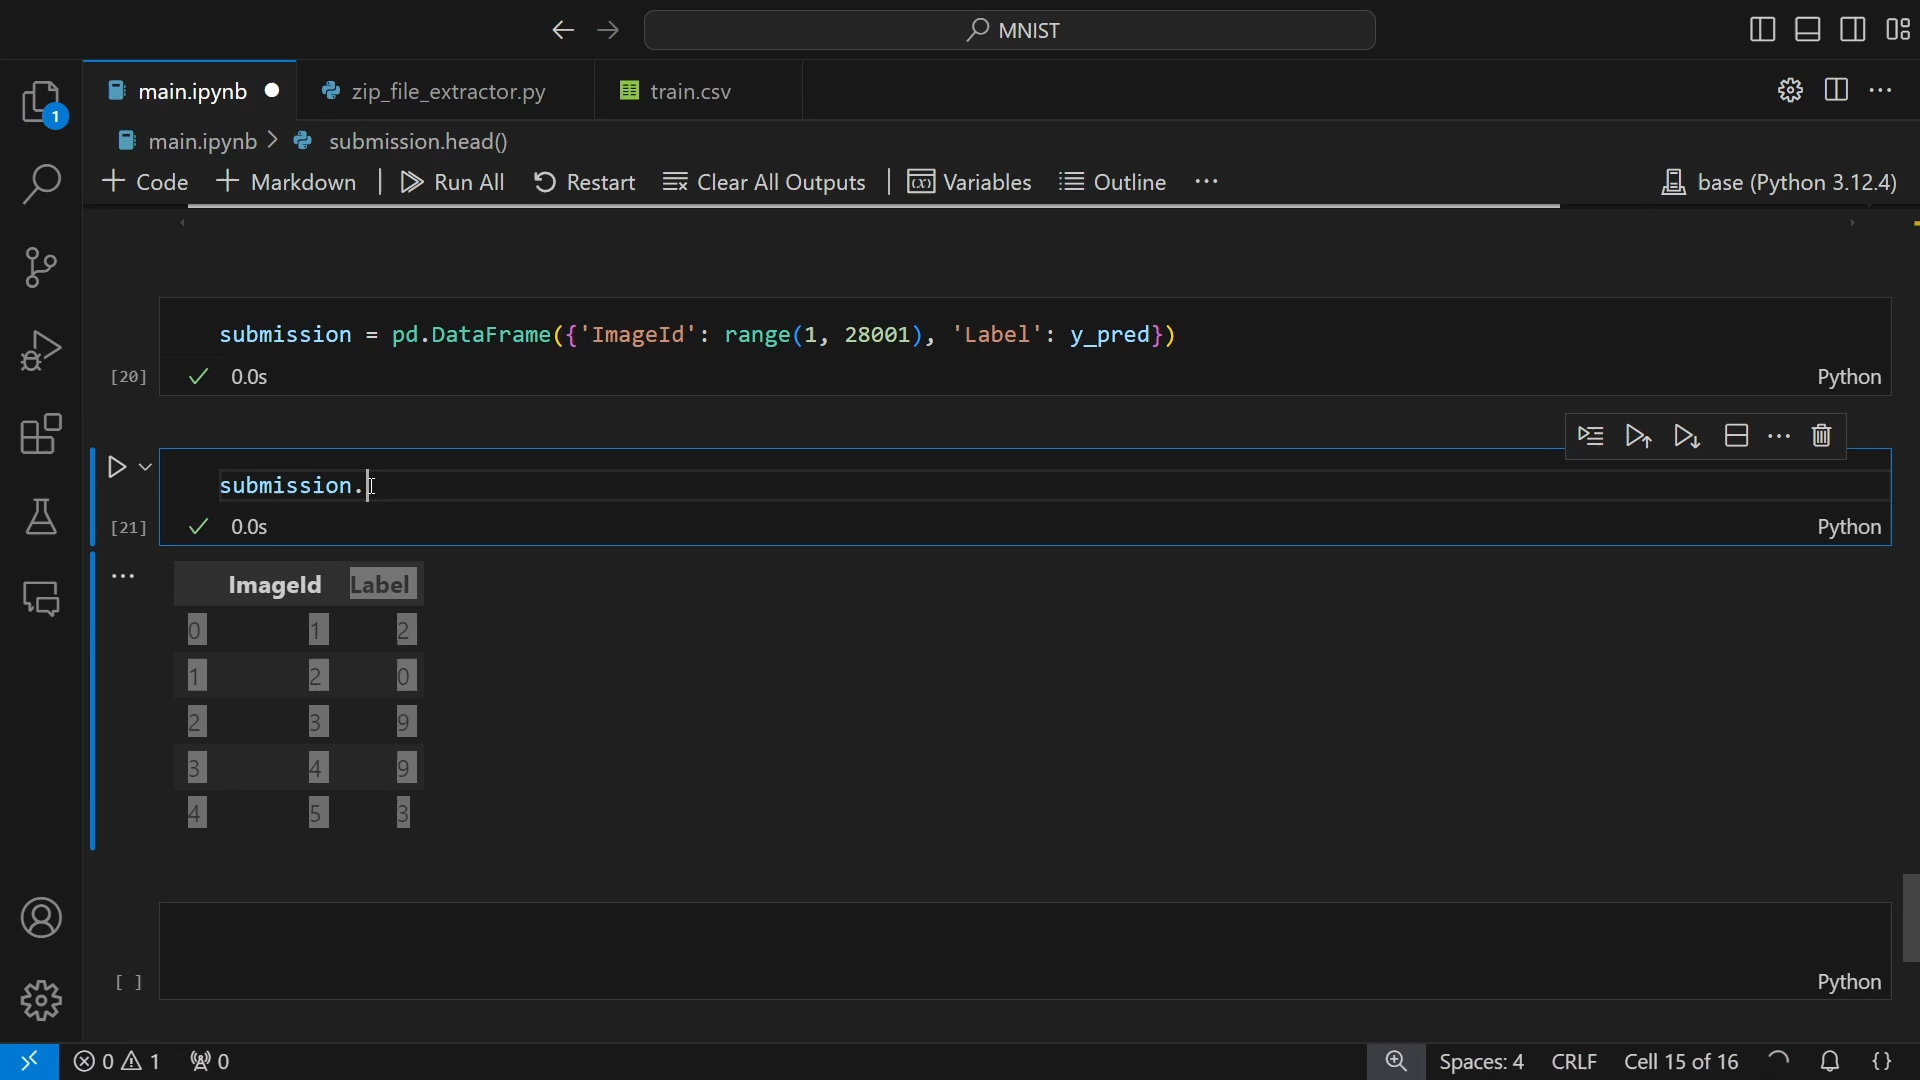 MNIST
main.ipynb
zip_file_extractor.py
train.csv
1
main.ipynb > submission.head()
+ Code + Markdown | Run All Restart Clear All Outputs | Variables Outline ... base (Python 3.12.4)
submission = pd.DataFrame({'ImageId': range(1, 28001), 'Label': y_pred})
[20] 0.0s Python
submission.
[21] 0.0s Python
ImageId Label
0 1 2
1 2 0
2 3 9
3 4 9
4 5 3
[ ] Python
0 1 0 Spaces: 4 CRLF Cell 15 of 16 {}